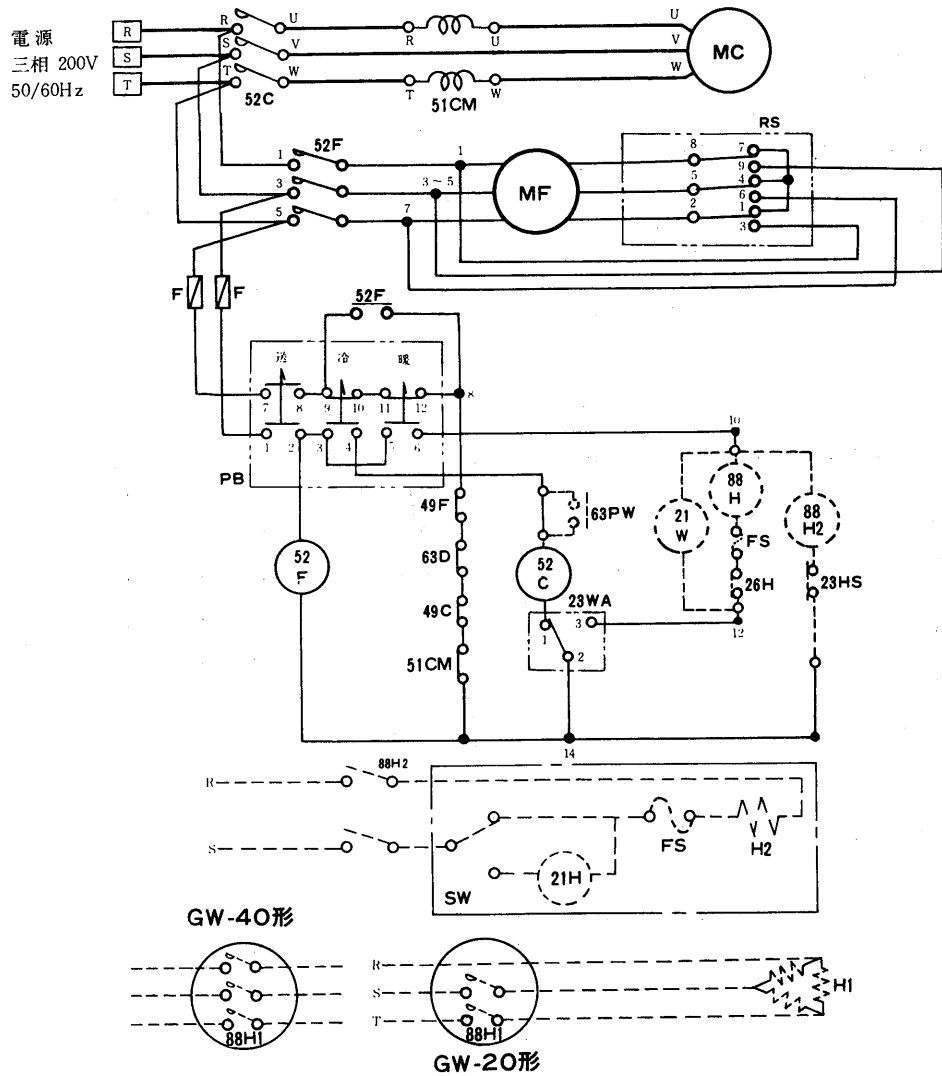 電源
三相 200V
50/60Hz
R
S
T
R
S
T
U
V
W
52C
R
U
T
W
51CM
U
V
W
MC
52F
1
3
5
1
3~5
7
MF
RS
8
5
2
7
9
4
6
1
3
F
F
52F
送
冷
暖
7
8
9
10
11
12
8
1
2
3
4
5
6
PB
10
52
F
49F
63D
49C
51CM
63PW
52
C
23WA
1
3
2
21
W
88
H
FS
26H
12
88
H2
23HS
14
R
88H2
S
SW
21H
FS
H2
GW-40形
88H1
R
S
T
88H1
H1
GW-20形